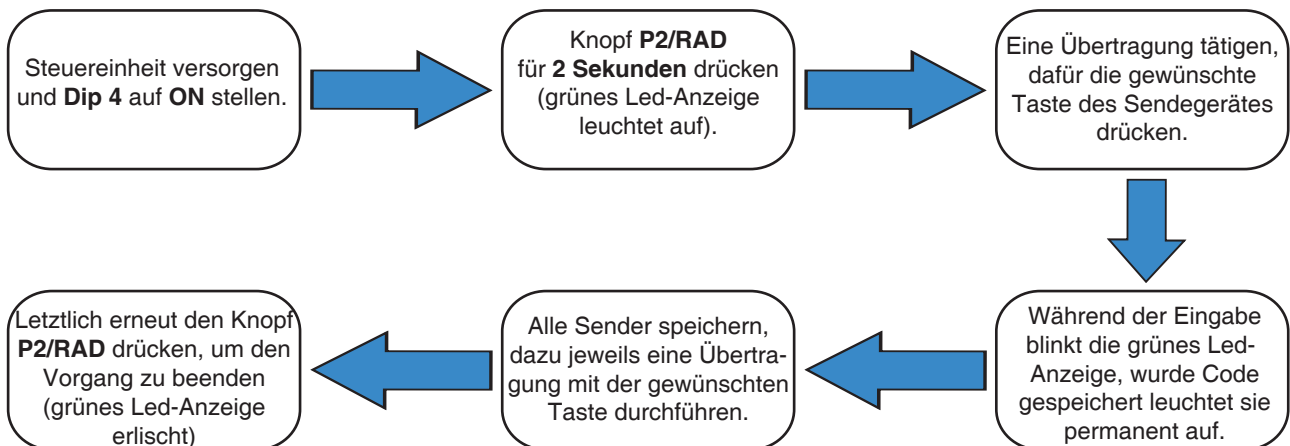 Steuereinheit versorgen
und Dip 4 auf ON stellen.
Knopf P2/RAD
für 2 Sekunden drücken
(grünes Led-Anzeige
leuchtet auf).
Eine Übertragung tätigen,
dafür die gewünschte
Taste des Sendegerätes
drücken.
Während der Eingabe
blinkt die grünes Led-
Anzeige, wurde Code
gespeichert leuchtet sie
permanent auf.
Alle Sender speichern,
dazu jeweils eine Übertra-
gung mit der gewünschten
Taste durchführen.
Letztlich erneut den Knopf
P2/RAD drücken, um den
Vorgang zu beenden
(grünes Led-Anzeige
erlischt)